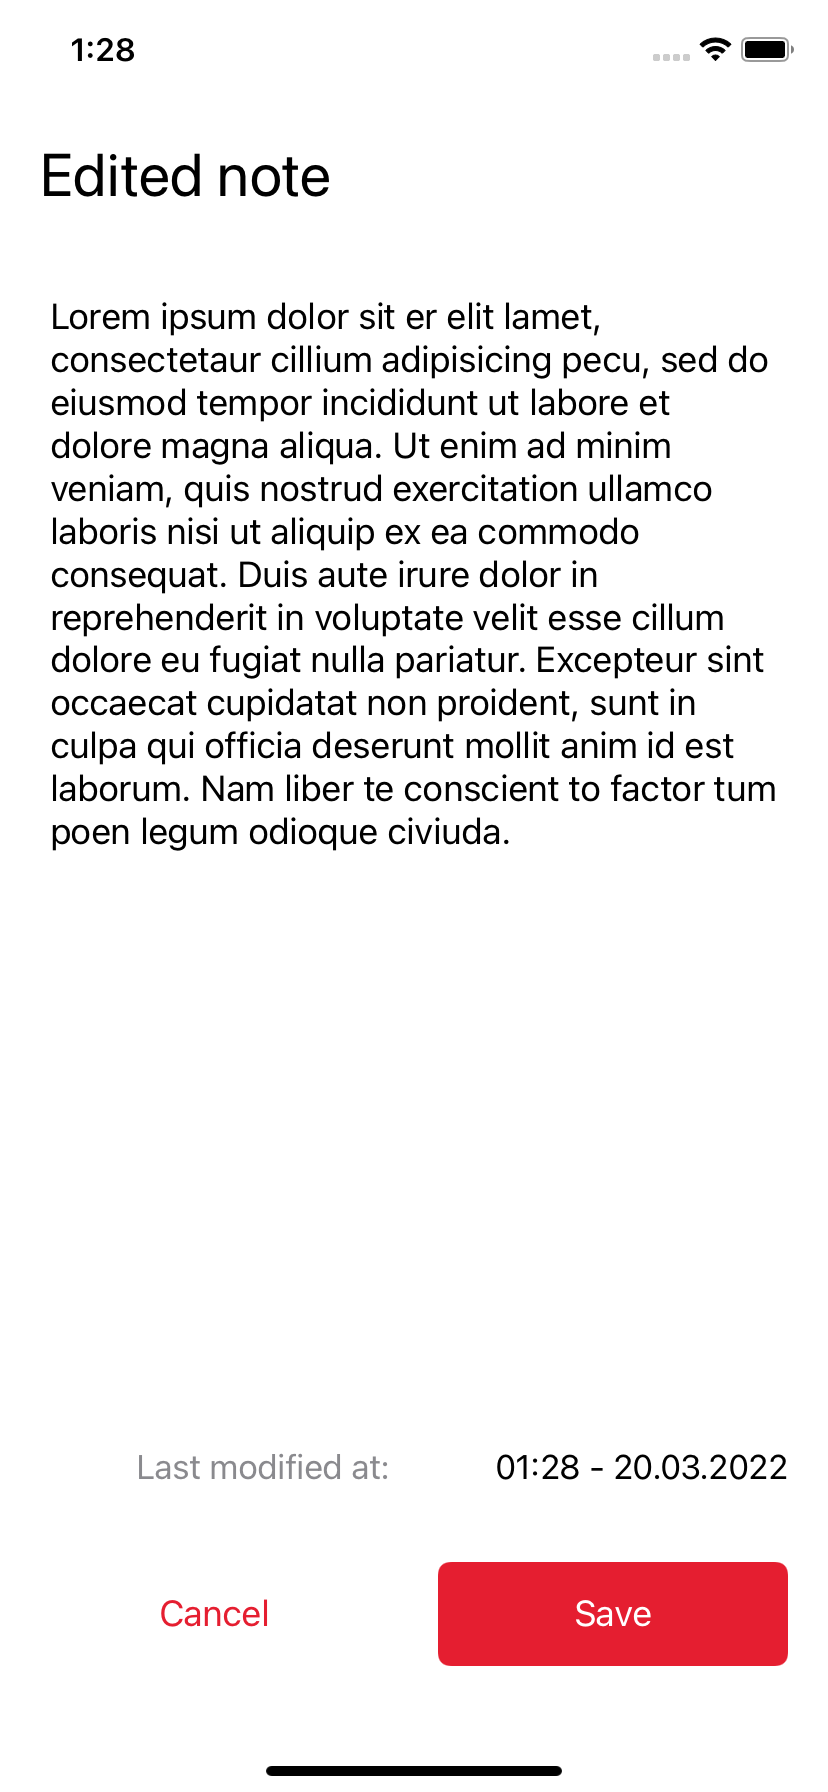 1:28
Edited note
Lorem ipsum dolor sit er elit lamet,
consectetaur cillium adipisicing pecu, sed do
eiusmod tempor incididunt ut labore et
dolore magna aliqua. Ut enim ad minim
veniam, quis nostrud exercitation ullamco
laboris nisi ut aliquip ex ea commodo
consequat. Duis aute irure dolor in
reprehenderit in voluptate velit esse cillum
dolore eu fugiat nulla pariatur. Excepteur sint
occaecat cupidatat non proident, sunt in
culpa qui officia deserunt mollit anim id est
laborum. Nam liber te conscient to factor tum
poen legum odioque civiuda.
Last modified at: 01:28 - 20.03.2022
Cancel Save